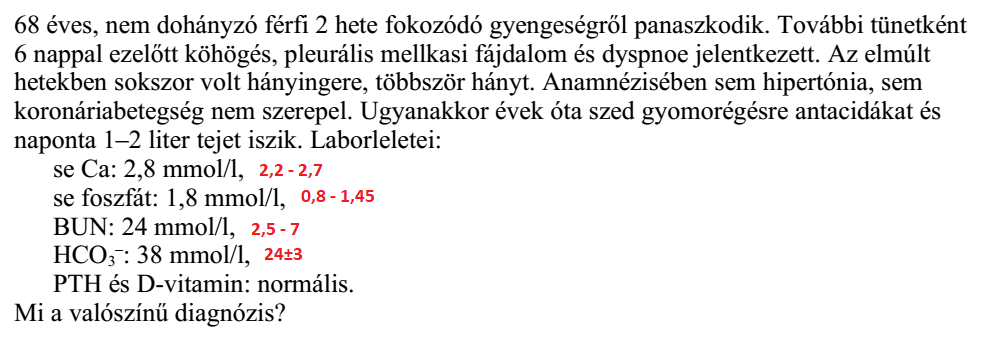 68 éves, nem dohányzó férfi 2 hete fokozódó gyengeségről panaszkodik. További tünetként
6 nappal ezelőtt köhögés, pleurális mellkasi fájdalom és dyspnoe jelentkezett. Az elmúlt
hetekben sokszor volt hányingere, többször hányt. Anamnézisében sem hipertónia, sem
koronáriabetegség nem szerepel. Ugyanakkor évek óta szed gyomorégésre antacidákat és
naponta 1–2 liter tejet iszik. Laborleletei:
se Ca: 2,8 mmol/l, 2,2 - 2,7
se foszfát: 1,8 mmol/l, 0,8 - 1,45
BUN: 24 mmol/l, 2,5 - 7
HCO₃⁻: 38 mmol/l, 24±3
PTH és D-vitamin: normális.
Mi a valószínű diagnózis?